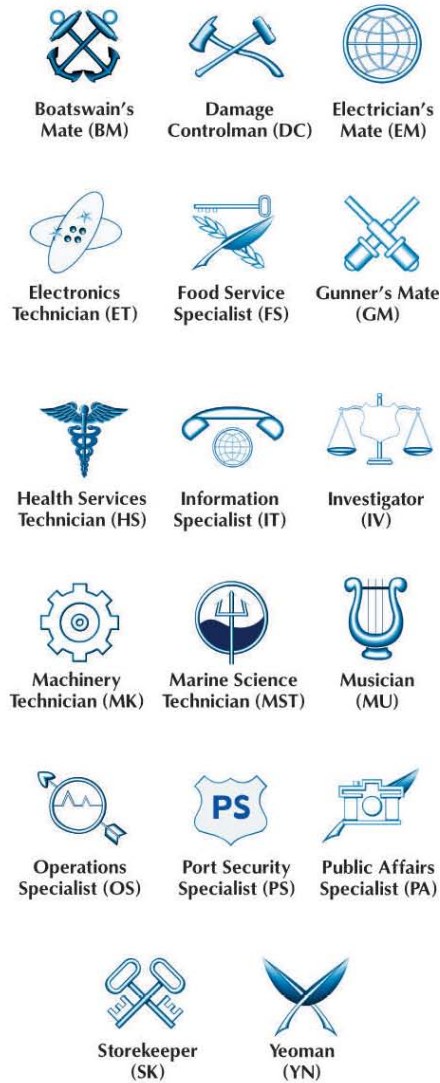 Boatswain's
Mate (BM)
Damage
Controlman (DC)
Electrician's
Mate (EM)
Electronics
Technician (ET)
Food Service
Specialist (FS)
Gunner's Mate
(GM)
Health Services
Technician (HS)
Information
Specialist (IT)
Investigator
(IV)
Machinery
Technician (MK)
Marine Science
Technician (MST)
Musician
(MU)
PS
Operations
Specialist (OS)
Port Security
Specialist (PS)
Public Affairs
Specialist (PA)
Storekeeper
(SK)
Yeoman
(YN)